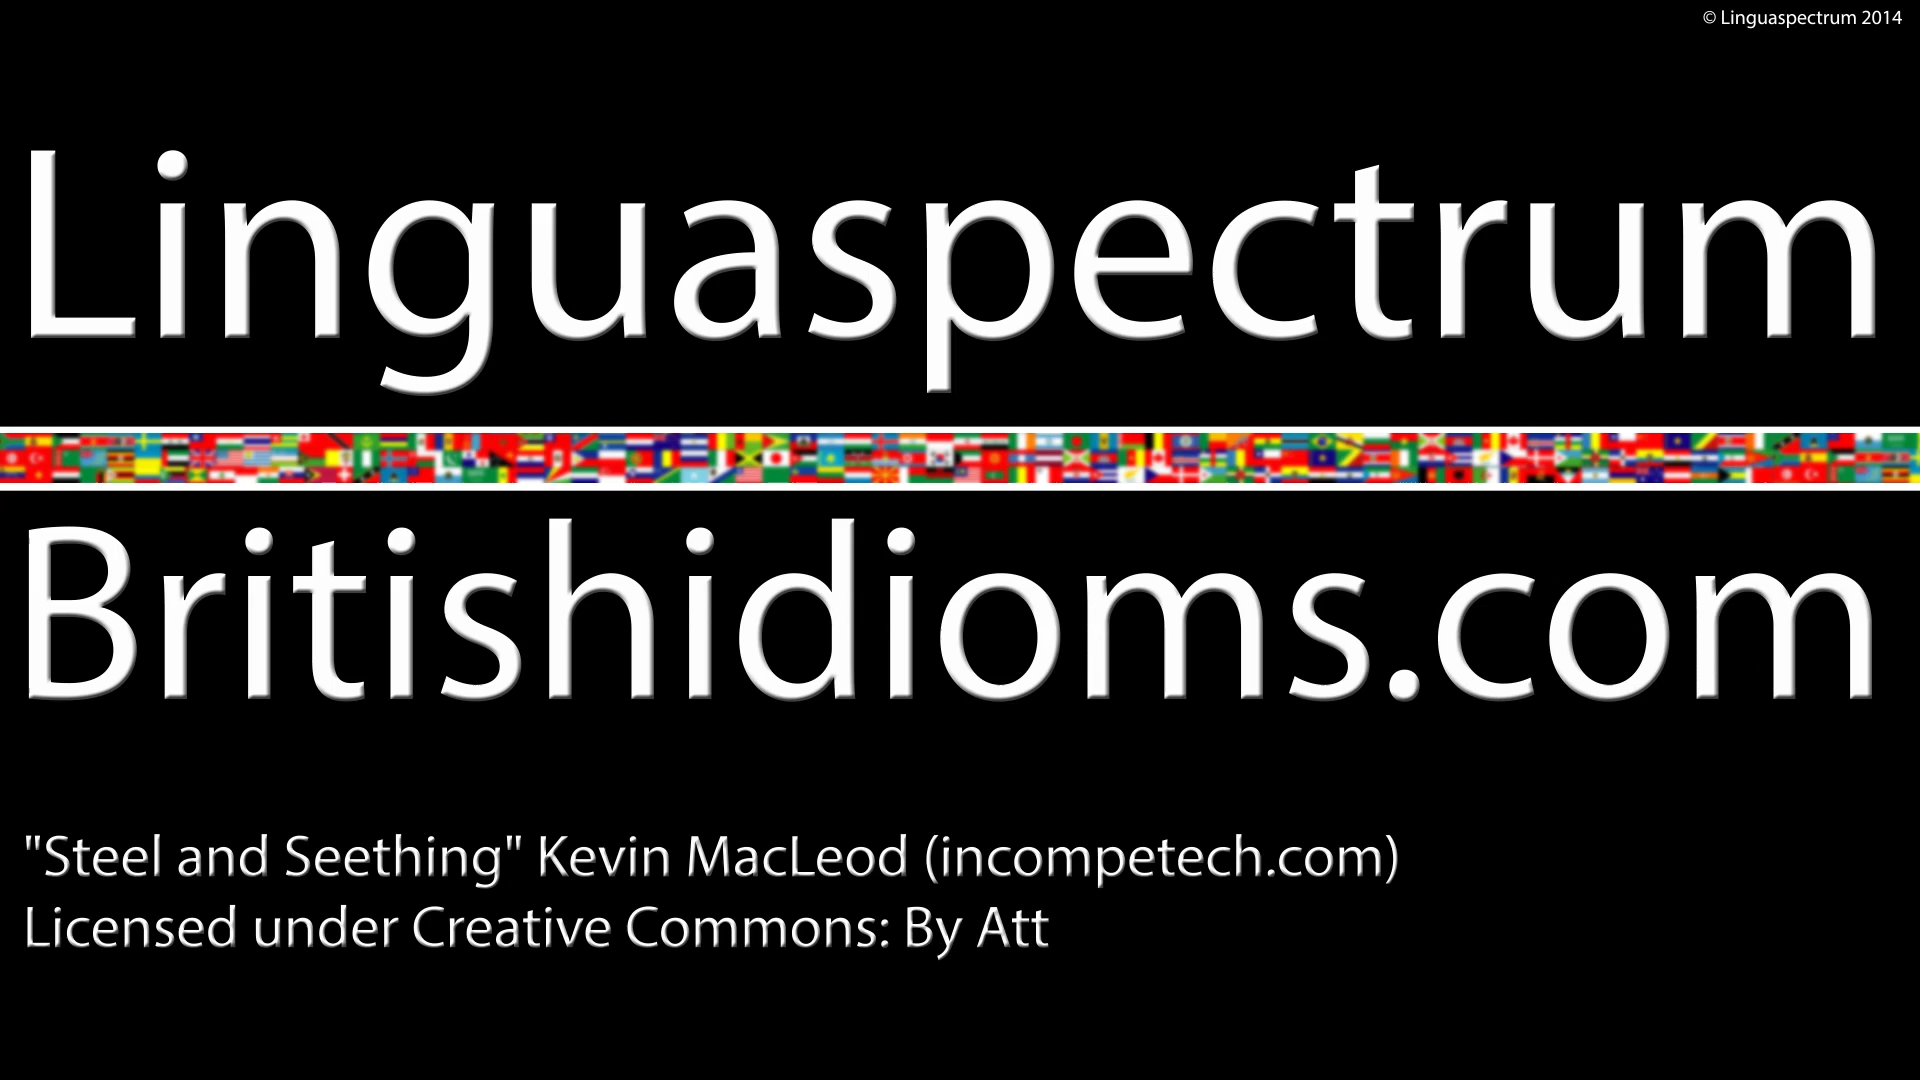 © Linguaspectrum 2014
Linguaspectrum
Britishidioms.com
"Steel and Seething" Kevin MacLeod (incompetech.com)
Licensed under Creative Commons: By Att